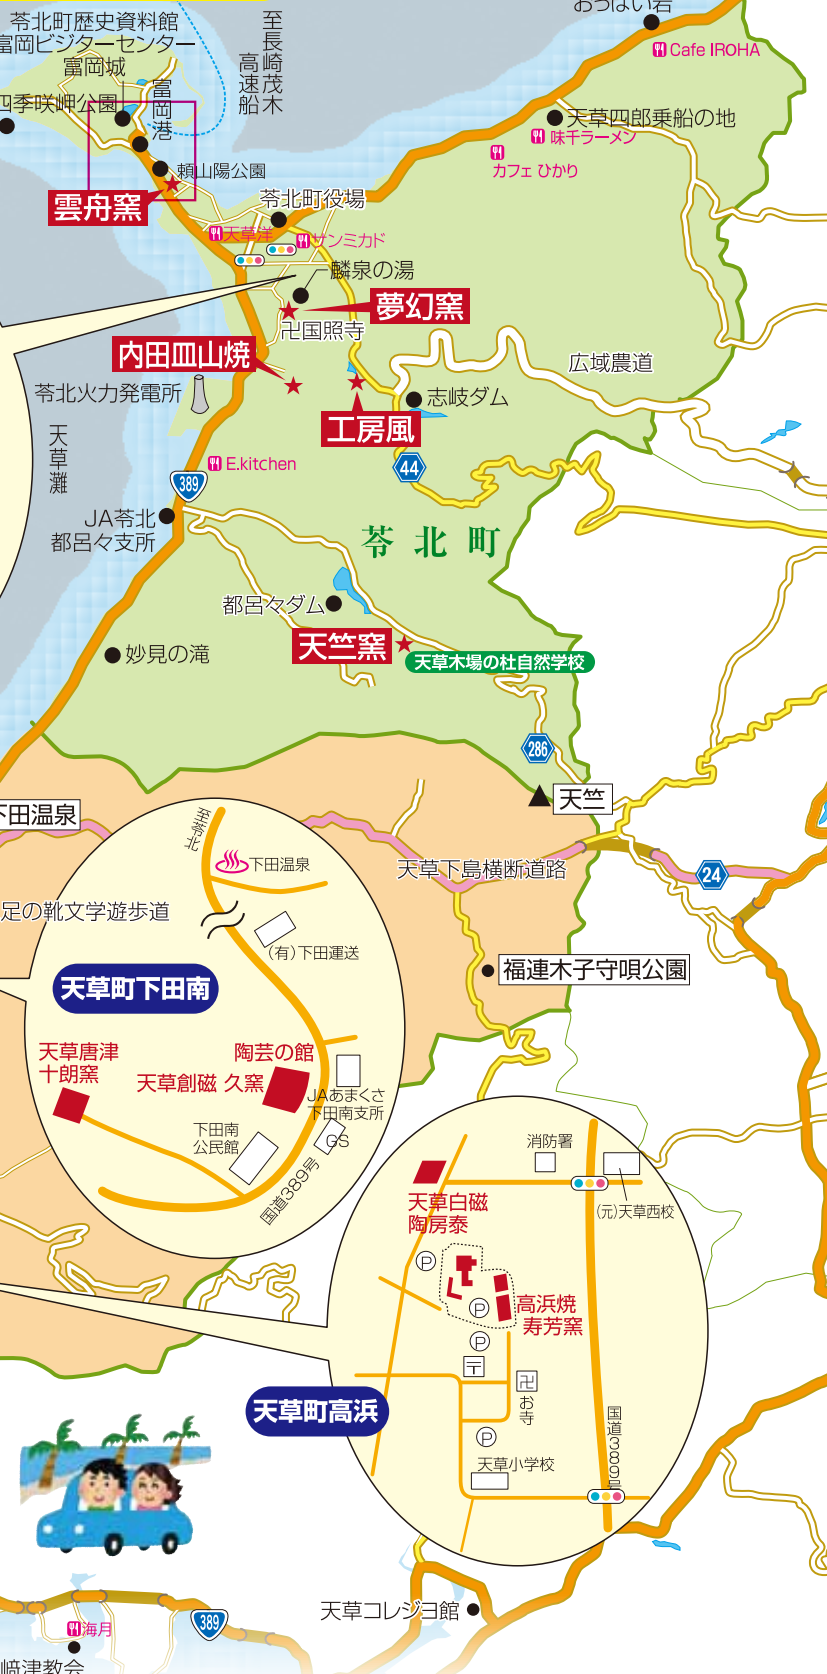 おっぱい岩
苓北町歴史資料館
富岡ビジターセンター
富岡城
至長崎茂木
高速船
四季咲岬公園
富岡港
Cafe IROHA
天草四郎乗船の地
味千ラーメン
カフェ ひかり
頼山陽公園
雲舟窯
苓北町役場
天草洋
サンミカド
麟泉の湯
夢幻窯
卍国照寺
内田皿山焼
広域農道
苓北火力発電所
志岐ダム
工房風
天草灘
E.kitchen
44
389
JA苓北
都呂々支所
苓北町
都呂々ダム
天竺窯
妙見の滝
天草木場の杜自然学校
286
天竺
下田温泉
至苓北
下田温泉
天草下島横断道路
24
足の靴文学遊歩道
(有)下田運送
福連木子守唄公園
天草町下田南
天草唐津
十朗窯
陶芸の館
天草創磁 久窯
JAあまくさ
下田南支所
下田南
公民館
GS
国道389号
消防署
(元)天草西校
天草白磁
陶房泰
P
高浜焼
寿芳窯
P
P
〒
卍
お寺
天草町高浜
国道389号
P
天草小学校
天草コレジヨ館
389
海月
﨑津教会